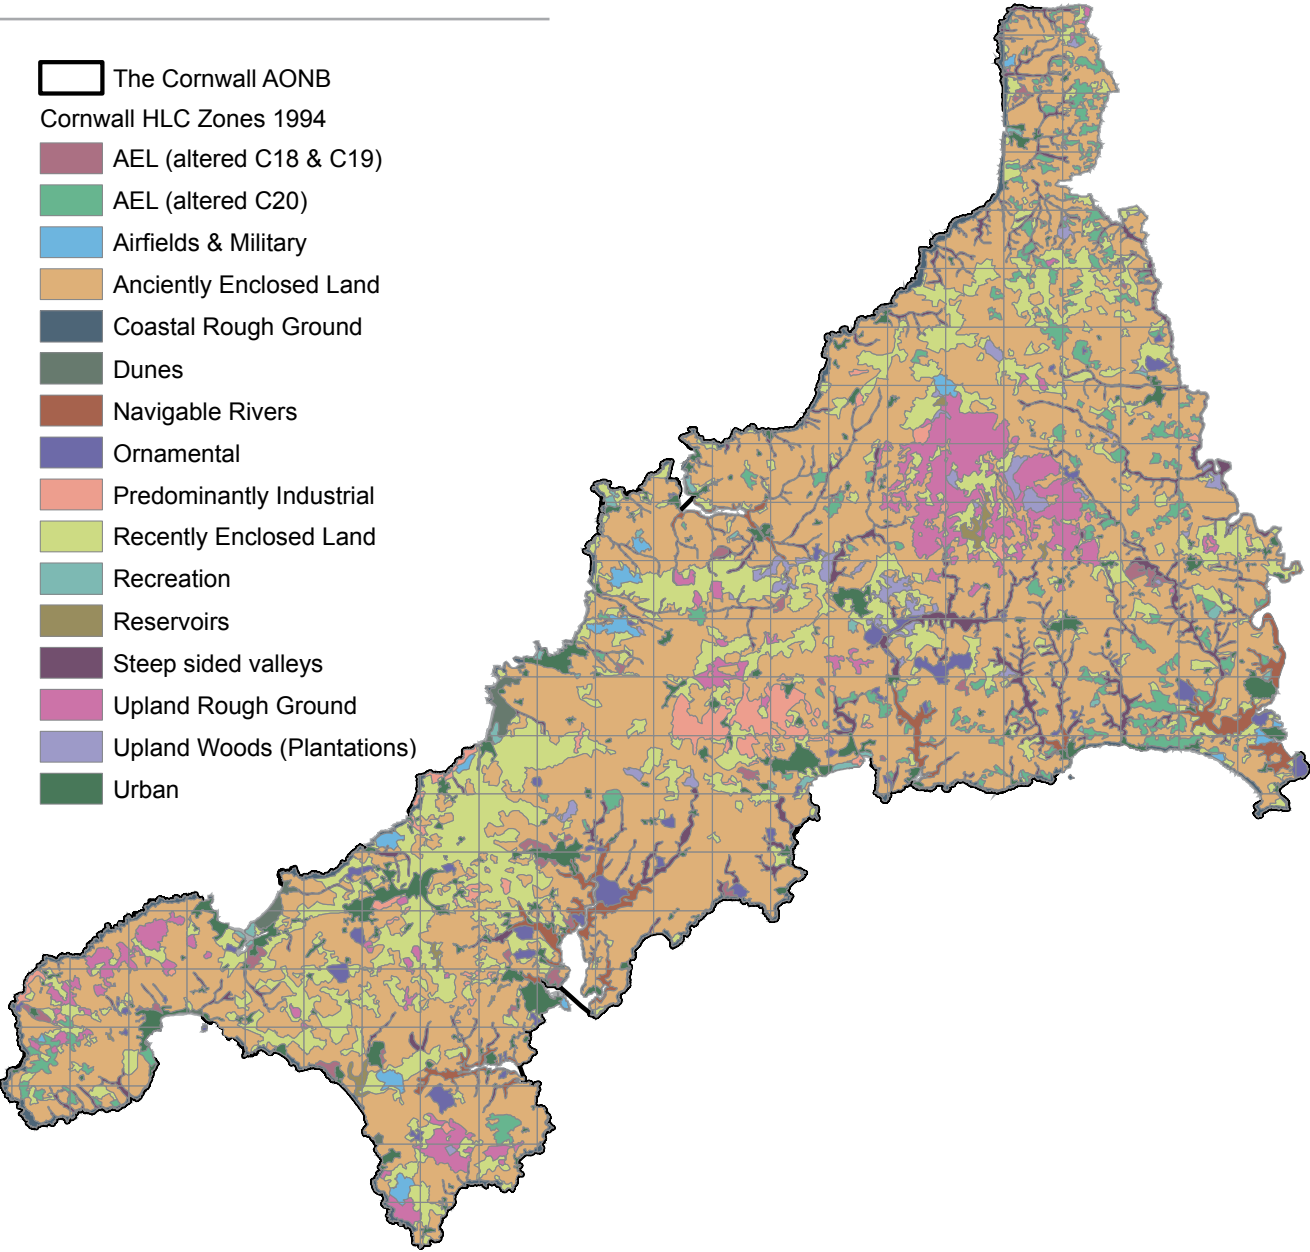 The Cornwall AONB
Cornwall HLC Zones 1994
AEL (altered C18 & C19)
AEL (altered C20)
Airfields & Military
Anciently Enclosed Land
Coastal Rough Ground
Dunes
Navigable Rivers
Ornamental
Predominantly Industrial
Recently Enclosed Land
Recreation
Reservoirs
Steep sided valleys
Upland Rough Ground
Upland Woods (Plantations)
Urban